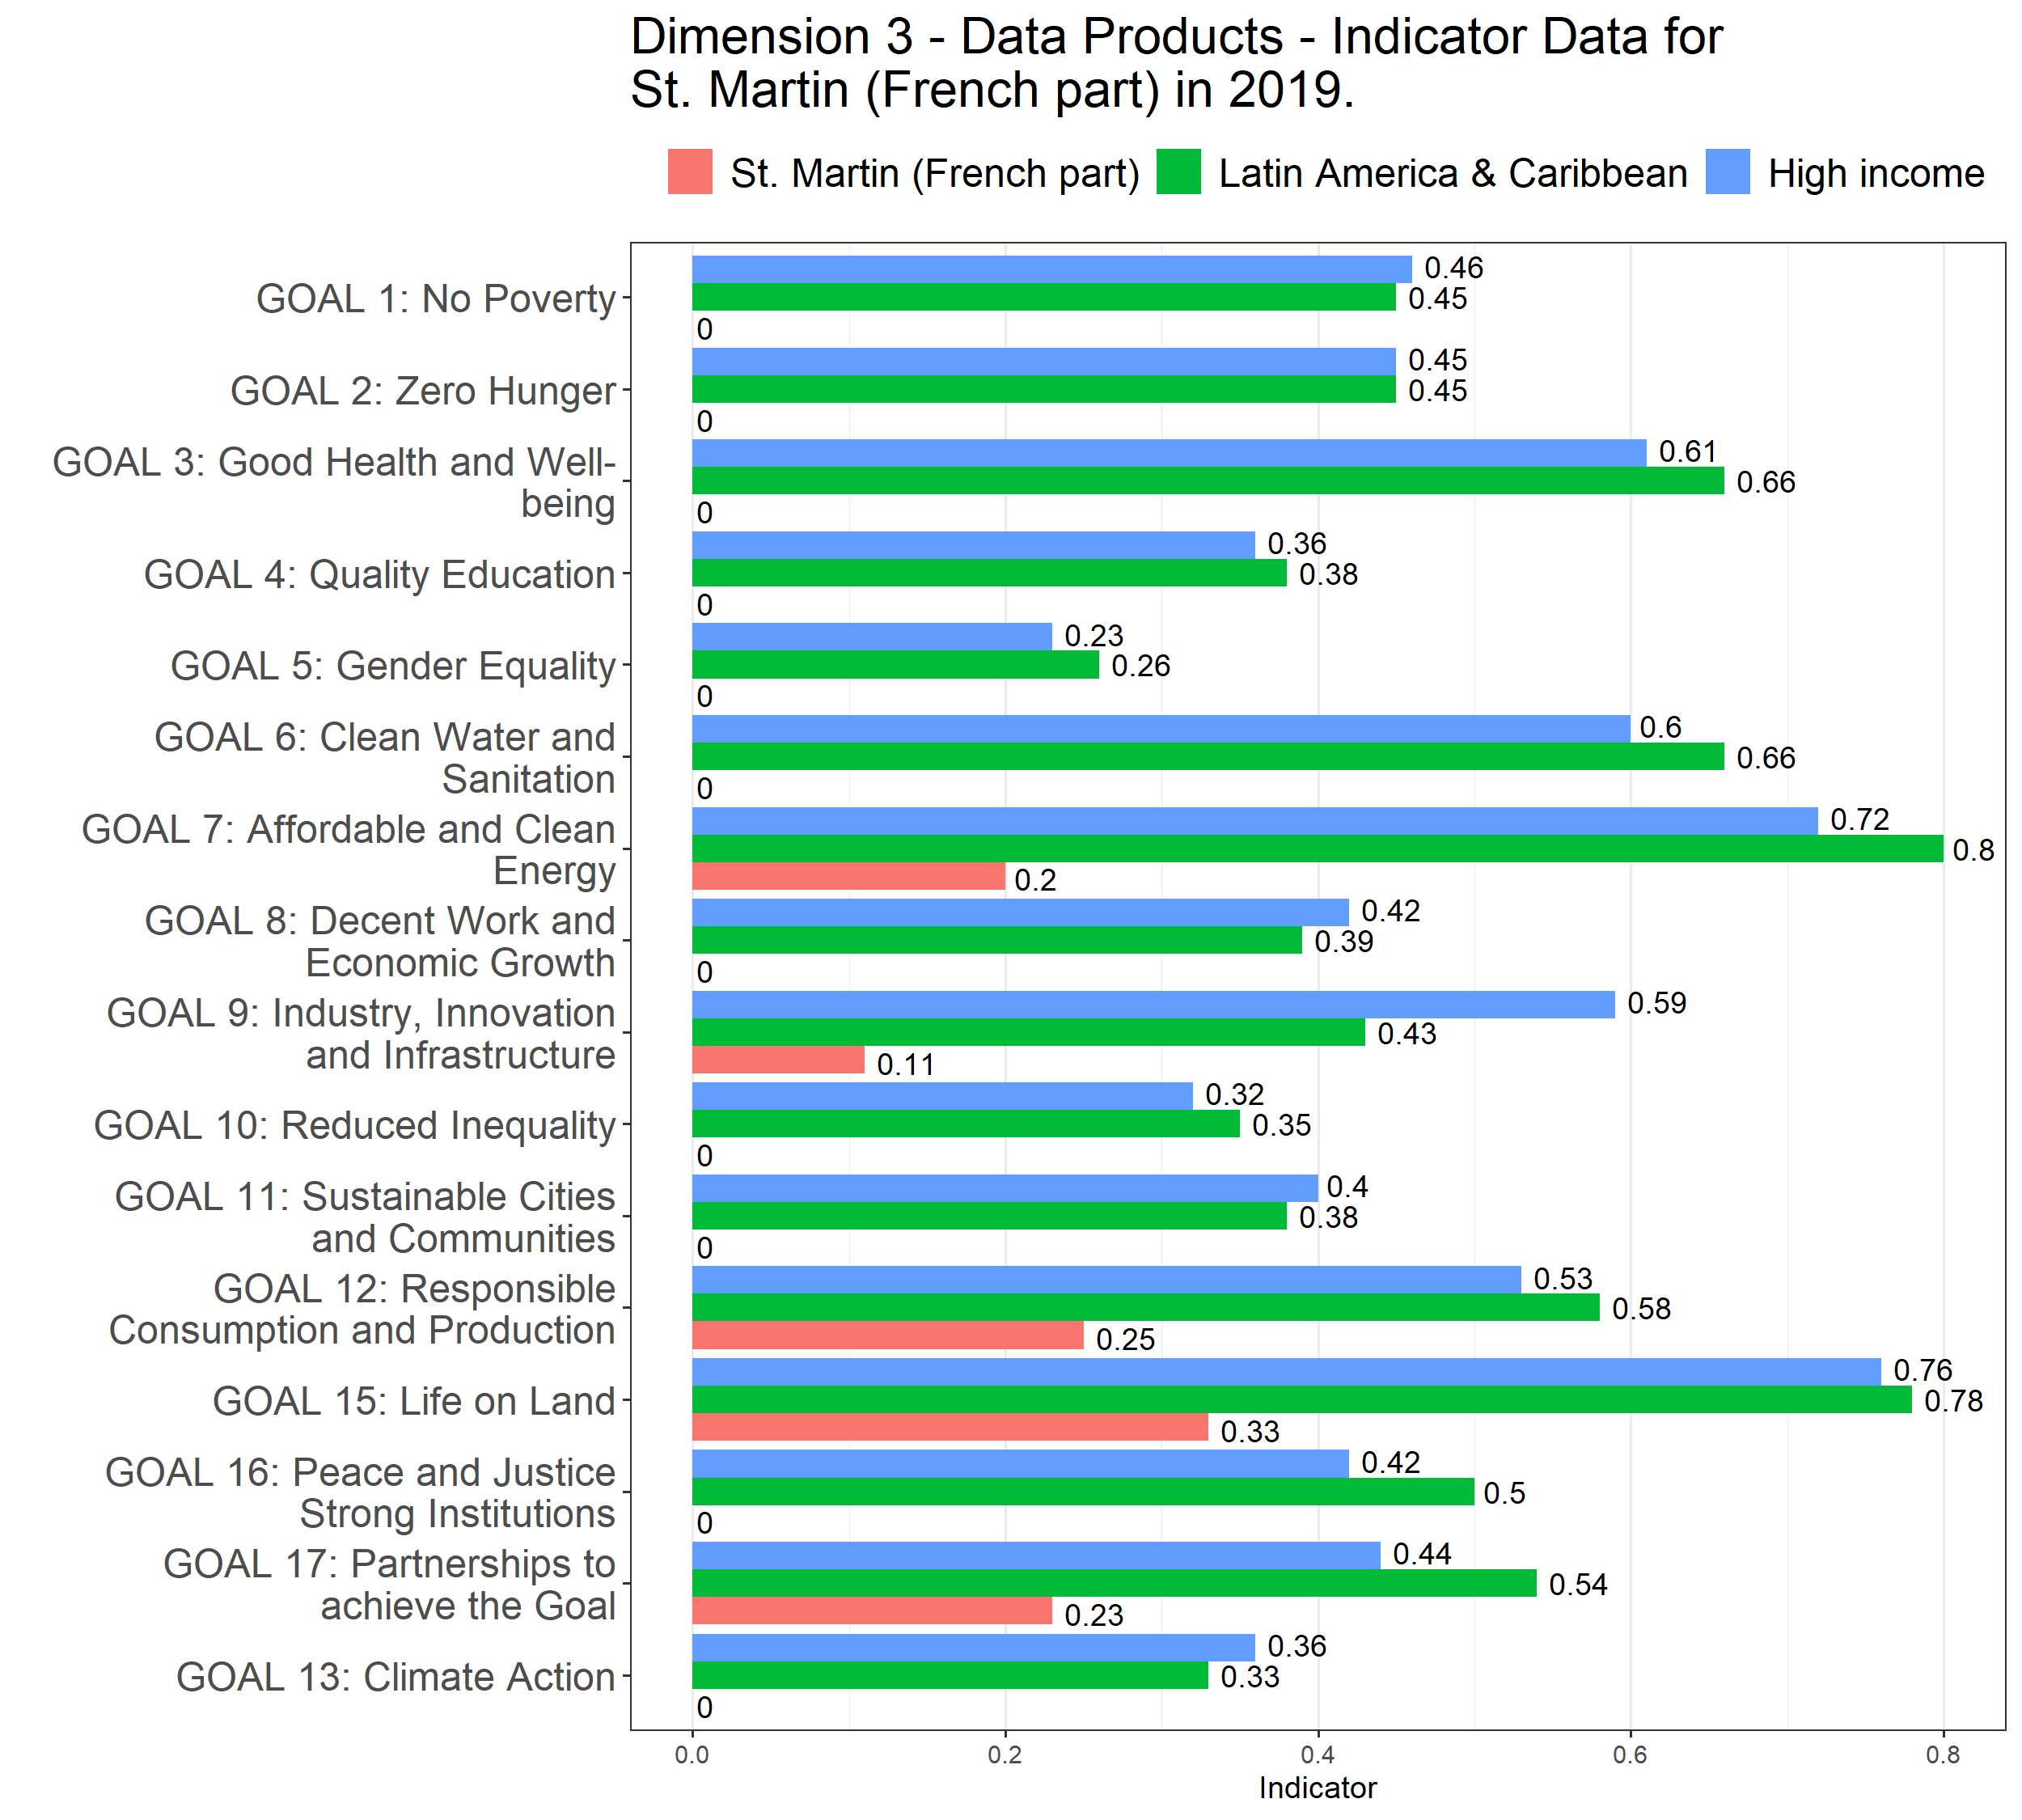 Dimension 3 - Data Products - Indicator Data for
St. Martin (French part) in 2019.
St. Martin (French part) Latin America & Caribbean High income
GOAL 1: No Poverty
0.46
0.45
0
GOAL 2: Zero Hunger
0.45
0.45
0
GOAL 3: Good Health and Well-
being
0.61
0.66
0
GOAL 4: Quality Education
0.36
0.38
0
GOAL 5: Gender Equality
0.23
0.26
0
GOAL 6: Clean Water and
Sanitation
0.6
0.66
0
GOAL 7: Affordable and Clean
Energy
0.72
0.8
0.2
GOAL 8: Decent Work and
Economic Growth
0.42
0.39
0
GOAL 9: Industry, Innovation
and Infrastructure
0.59
0.43
0.11
GOAL 10: Reduced Inequality
0.32
0.35
0
GOAL 11: Sustainable Cities
and Communities
0.4
0.38
0
GOAL 12: Responsible
Consumption and Production
0.53
0.58
0.25
GOAL 15: Life on Land
0.76
0.78
0.33
GOAL 16: Peace and Justice
Strong Institutions
0.42
0.5
0
GOAL 17: Partnerships to
achieve the Goal
0.44
0.54
0.23
GOAL 13: Climate Action
0.36
0.33
0
0.0 0.2 0.4 0.6 0.8
Indicator